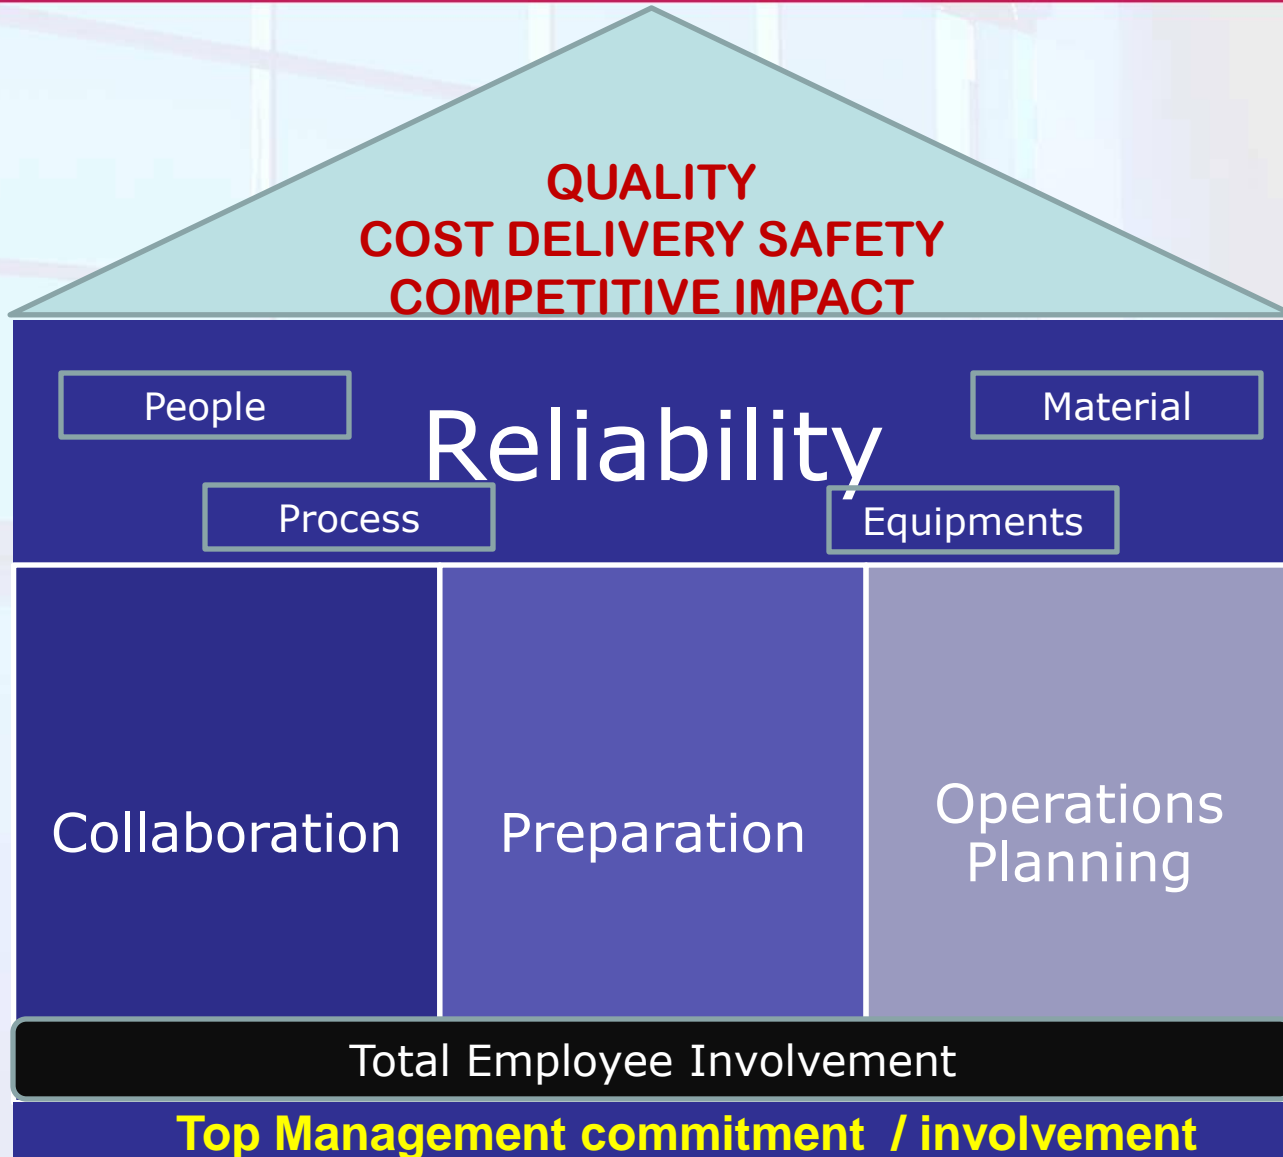 QUALITY
COST DELIVERY SAFETY
COMPETITIVE IMPACT
People
Material
Reliability
Process
Equipments
Collaboration
Preparation
Operations
Planning
Total Employee Involvement
Top Management commitment / involvement